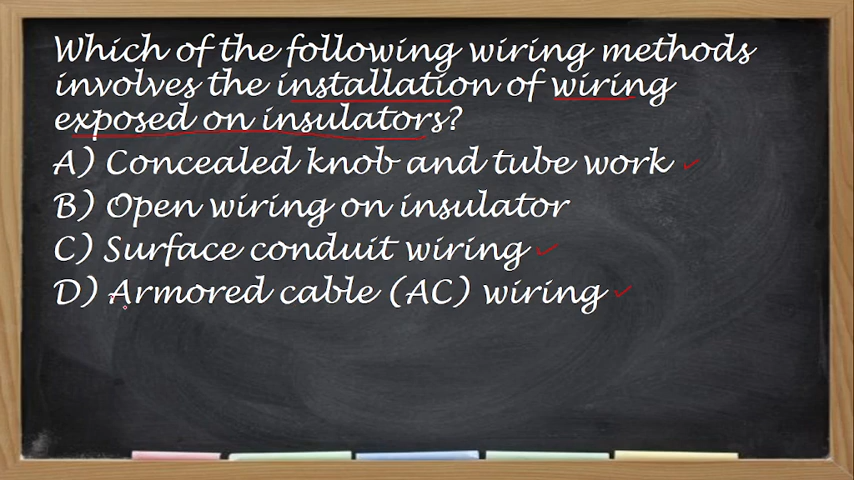 Which of the following wiring methods
involves the installation of wiring
exposed on insulators?
A) Concealed knob and tube work
B) Open wiring on insulator
C) Surface conduit wiring
D) Armored cable (AC) wiring